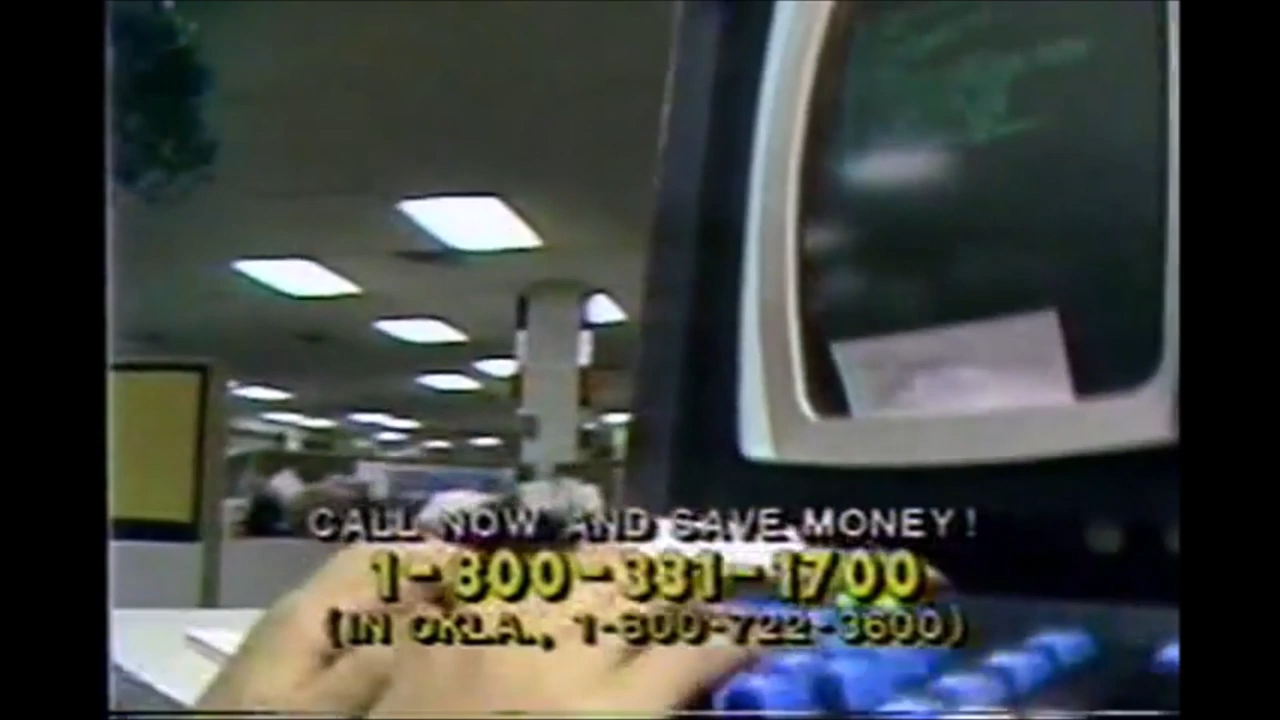 CALL NOW AND SAVE MONEY!
1-800-331-1700
(IN OKLA., 1-800-722-3600)